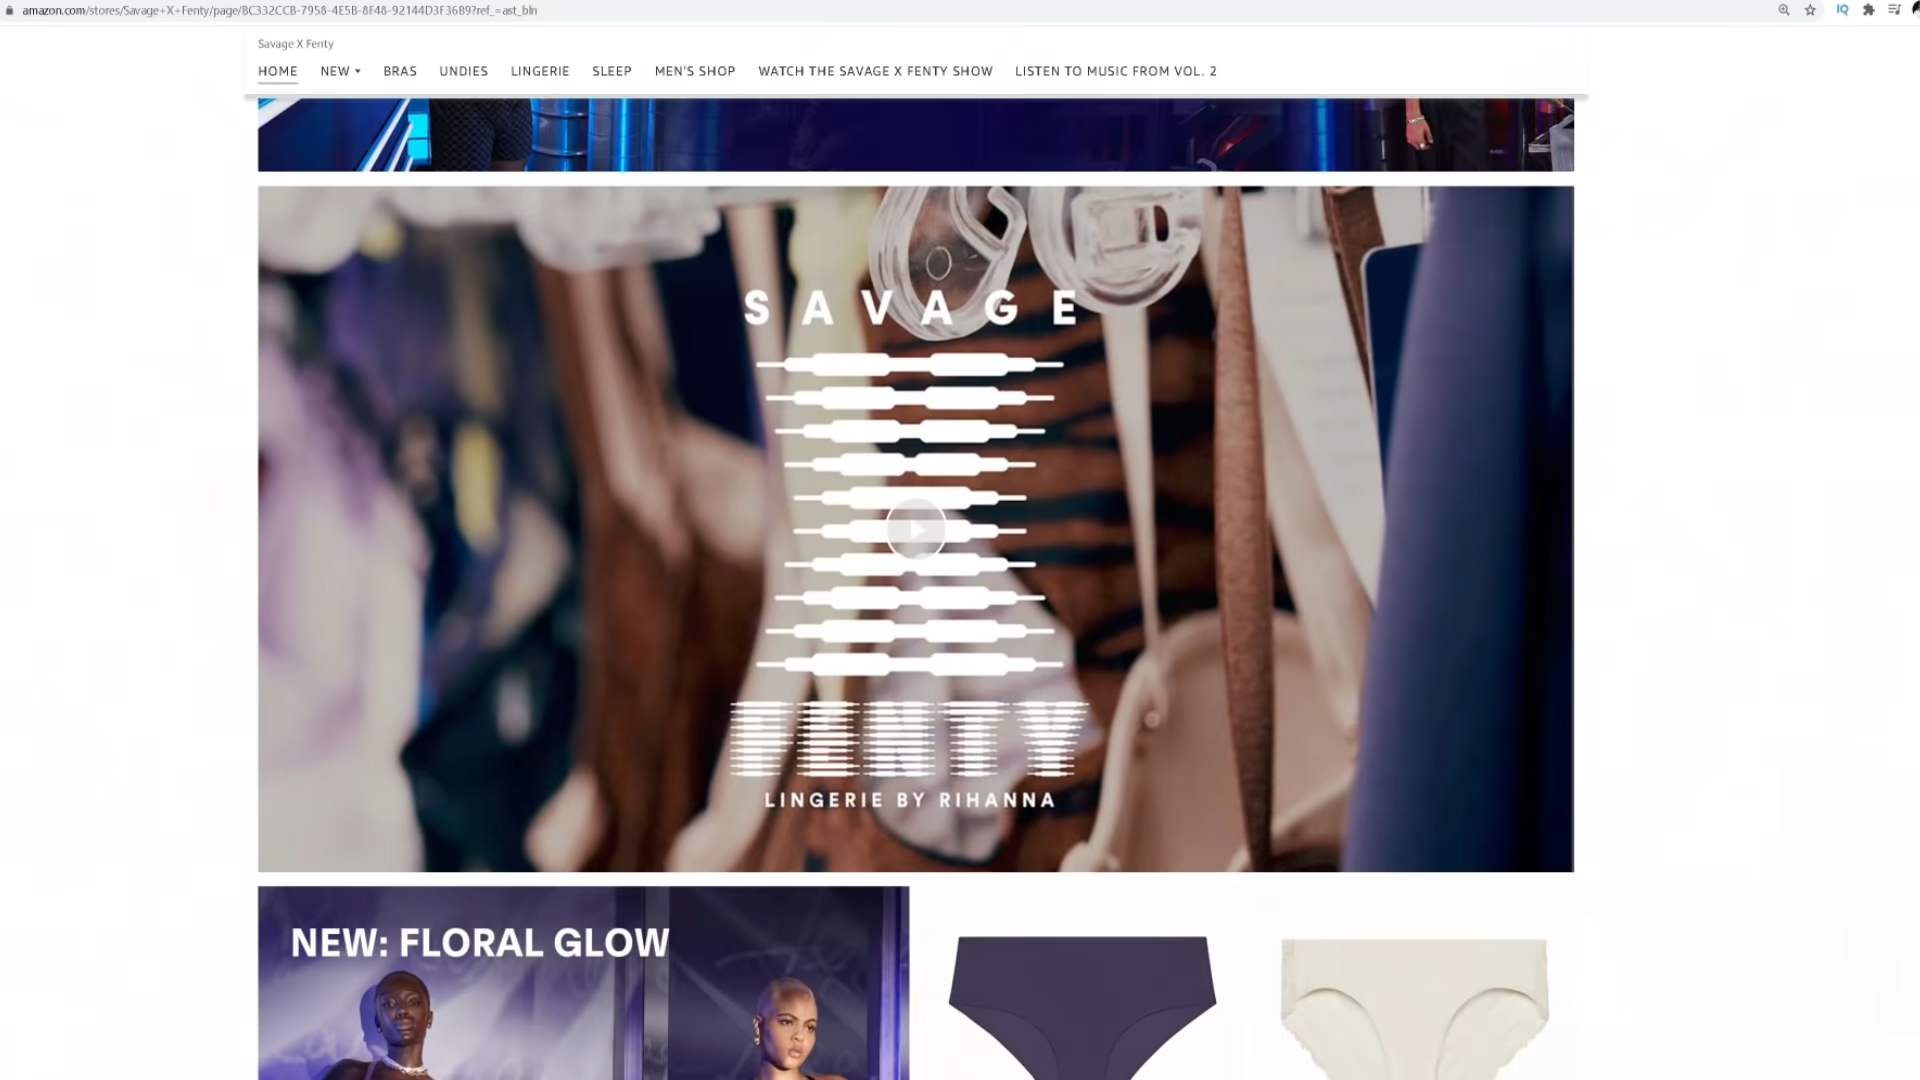 amazon.com/stores/Savage+X+Fenty/page/BC332CCB-7958-4E5B-8F48-92144D3F36B9?ref_=ast_bln
IQ
Savage X Fenty
HOME NEW BRAS UNDIES LINGERIE SLEEP MEN'S SHOP WATCH THE SAVAGE X FENTY SHOW LISTEN TO MUSIC FROM VOL. 2
SAVAGE
X
FENTY
LINGERIE BY RIHANNA
NEW: FLORAL GLOW